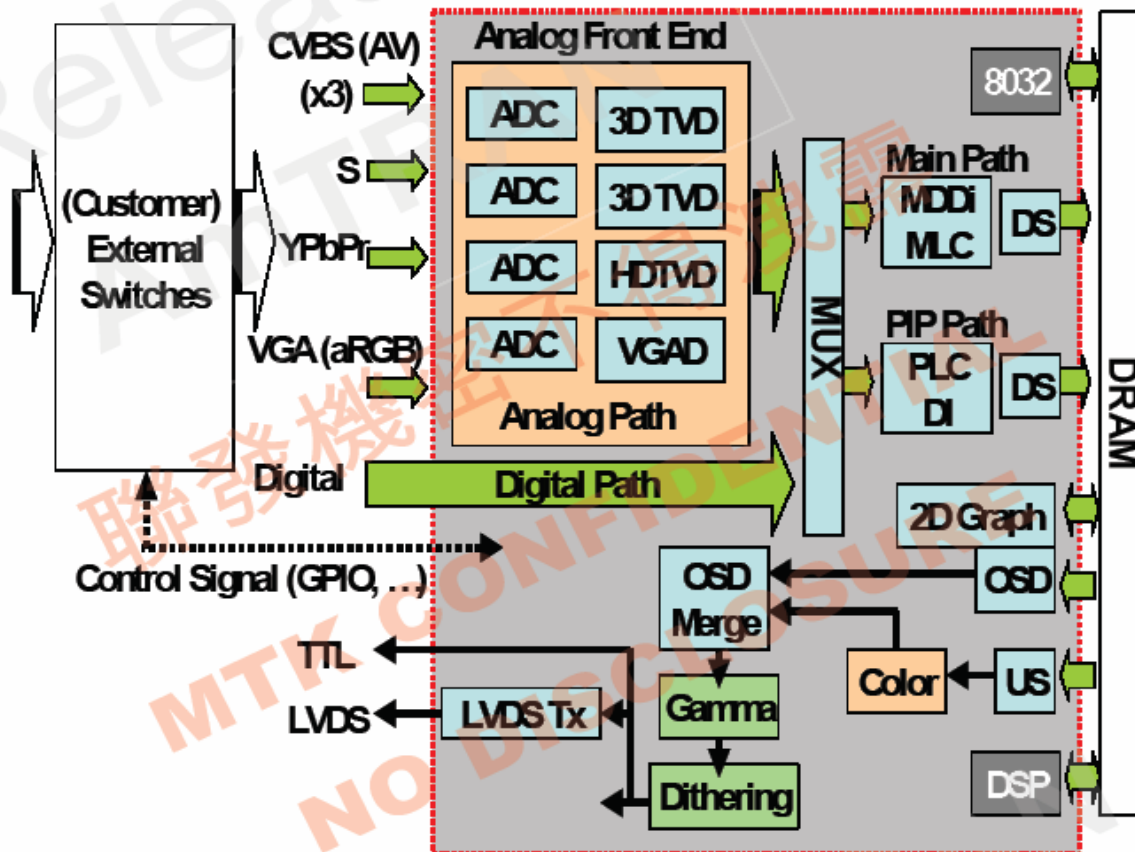 CVBS (AV)
(x3)
S
YPbPr
VGA (aRGB)
Digital
(Customer)
External
Switches
Control Signal (GPIO, …)
TTL
LVDS
Analog Front End
ADC
3D TVD
ADC
3D TVD
ADC
HDTVD
ADC
VGAD
Analog Path
Digital Path
MUX
8032
Main Path
MDDi
MLC
DS
PIP Path
PLC
DI
DS
2D Graph
OSD
OSD
Merge
Color
US
Gamma
LVDS Tx
Dithering
DSP
DRAM
聯發機密不得洩露
MTK CONFIDENTIAL
NO DISCLOSURE
AmTRAN